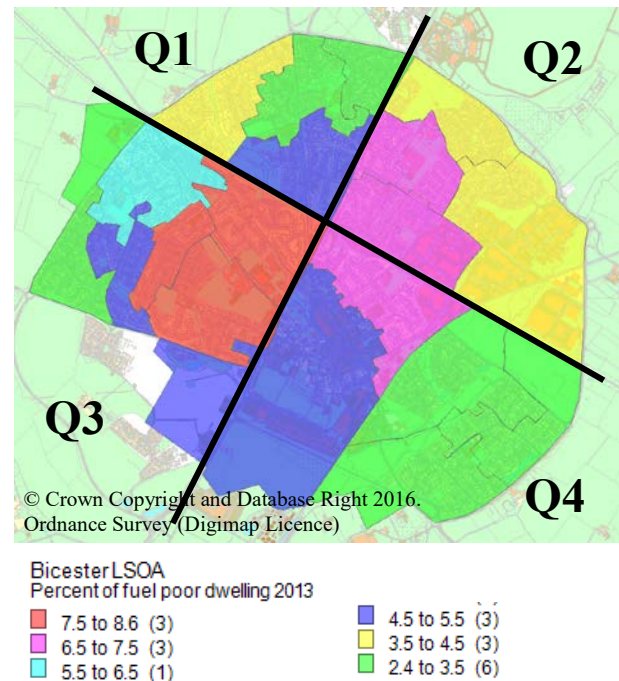 Q1
Q2
Q3
Q4
© Crown Copyright and Database Right 2016.
Ordnance Survey (Digimap Licence)
Bicester LSOA
Percent of fuel poor dwelling 2013
7.5 to 8.6 (3)
6.5 to 7.5 (3)
5.5 to 6.5 (1)
4.5 to 5.5 (3)
3.5 to 4.5 (3)
2.4 to 3.5 (6)